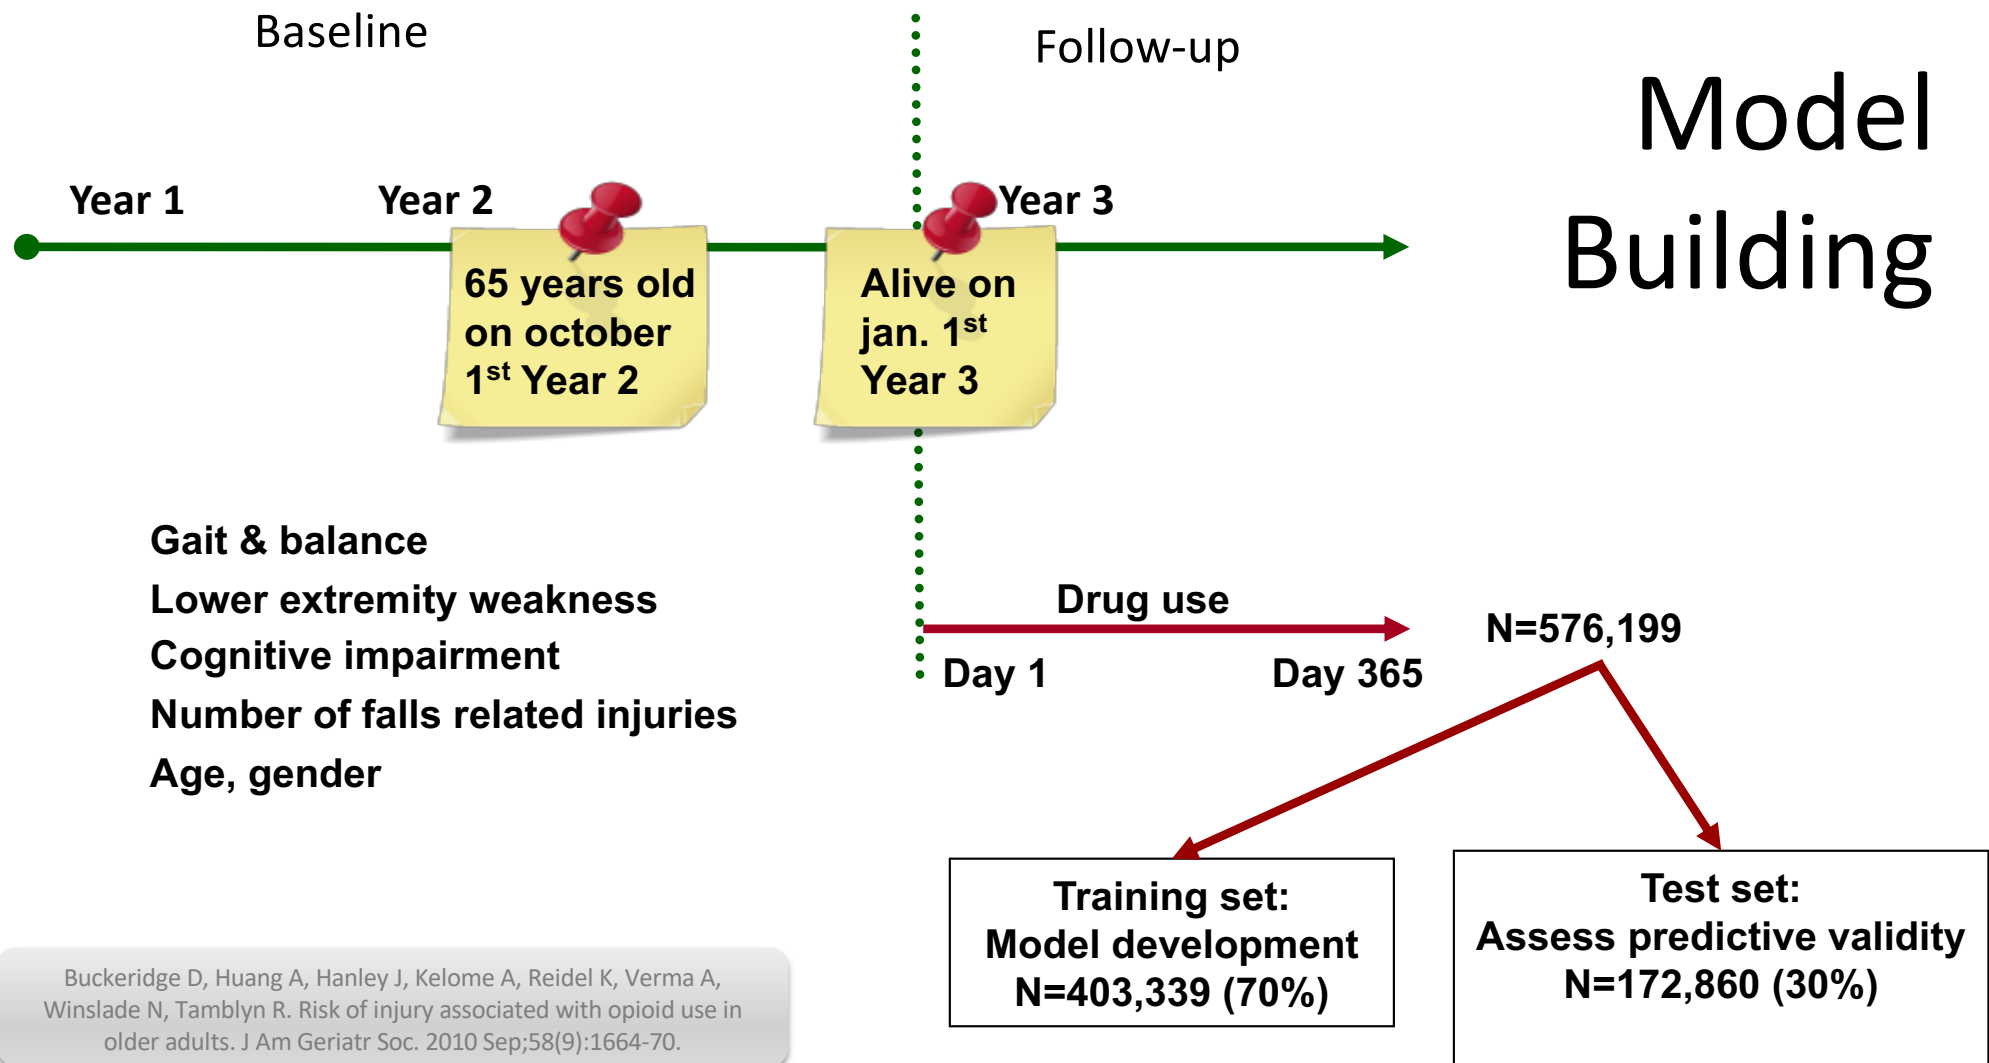 Baseline
Follow-up
Model
Building
Year 1
Year 2
Year 3
65 years old
on october
1st Year 2
Alive on
jan. 1st
Year 3
Gait & balance
Lower extremity weakness
Cognitive impairment
Number of falls related injuries
Age, gender
Drug use
Day 1
Day 365
N=576,199
Training set:
Model development
N=403,339 (70%)
Test set:
Assess predictive validity
N=172,860 (30%)
Buckeridge D, Huang A, Hanley J, Kelome A, Reidel K, Verma A,
Winslade N, Tamblyn R. Risk of injury associated with opioid use in
older adults. J Am Geriatr Soc. 2010 Sep;58(9):1664-70.